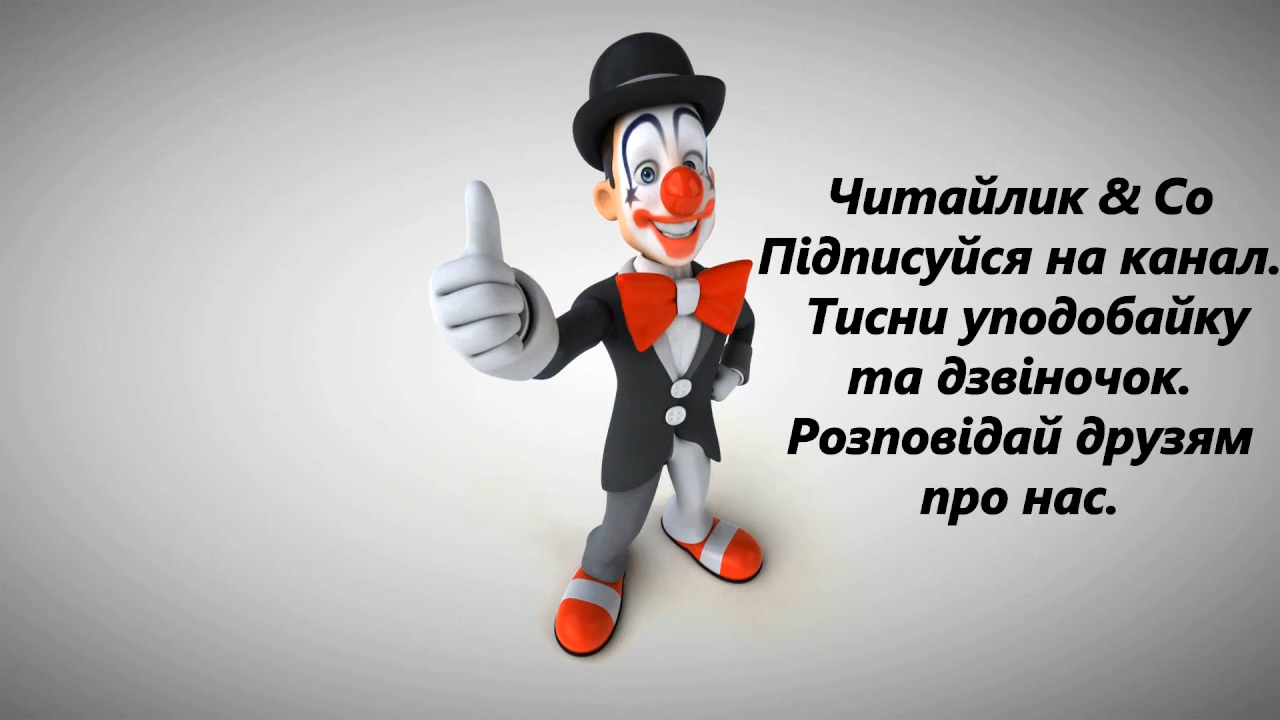 Читайлик & Co
Підписуйся на канал.
Тисни уподобайку
та дзвіночок.
Розповідай друзям
про нас.